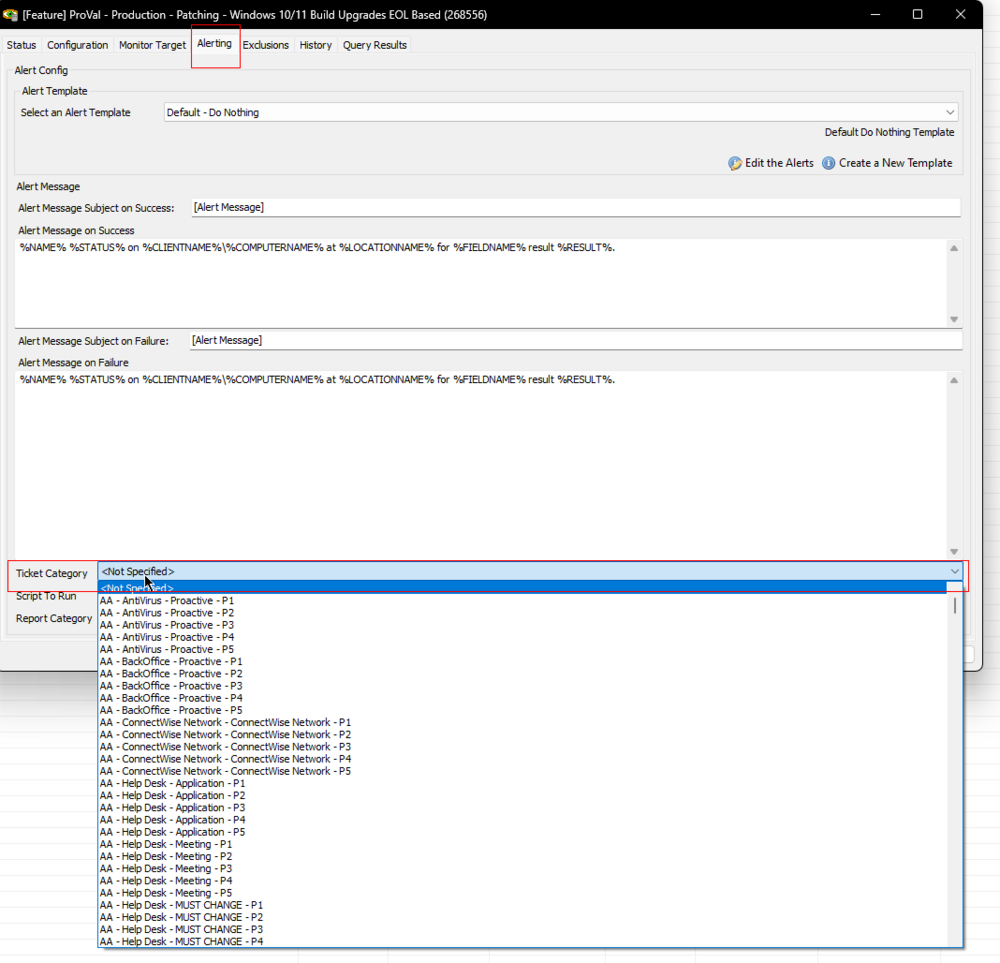 [Feature] ProVal - Production - Patching - Windows 10/11 Build Upgrades EOL Based (268556)
Status Configuration Monitor Target Alerting Exclusions History Query Results
Alert Config
Alert Template
Select an Alert Template Default - Do Nothing
Default Do Nothing Template
Edit the Alerts Create a New Template
Alert Message
Alert Message Subject on Success: [Alert Message]
Alert Message on Success
%NAME% %STATUS% on %CLIENTNAME%\%COMPUTERNAME% at %LOCATIONNAME% for %FIELDNAME% result %RESULT%.
Alert Message Subject on Failure: [Alert Message]
Alert Message on Failure
%NAME% %STATUS% on %CLIENTNAME%\%COMPUTERNAME% at %LOCATIONNAME% for %FIELDNAME% result %RESULT%.
Ticket Category <Not Specified>
<Not Specified>
Script To Run
Report Category
AA - AntiVirus - Proactive - P1
AA - AntiVirus - Proactive - P2
AA - AntiVirus - Proactive - P3
AA - AntiVirus - Proactive - P4
AA - AntiVirus - Proactive - P5
AA - BackOffice - Proactive - P1
AA - BackOffice - Proactive - P2
AA - BackOffice - Proactive - P3
AA - BackOffice - Proactive - P4
AA - BackOffice - Proactive - P5
AA - ConnectWise Network - ConnectWise Network - P1
AA - ConnectWise Network - ConnectWise Network - P2
AA - ConnectWise Network - ConnectWise Network - P3
AA - ConnectWise Network - ConnectWise Network - P4
AA - ConnectWise Network - ConnectWise Network - P5
AA - Help Desk - Application - P1
AA - Help Desk - Application - P2
AA - Help Desk - Application - P3
AA - Help Desk - Application - P4
AA - Help Desk - Application - P5
AA - Help Desk - Meeting - P1
AA - Help Desk - Meeting - P2
AA - Help Desk - Meeting - P3
AA - Help Desk - Meeting - P4
AA - Help Desk - Meeting - P5
AA - Help Desk - MUST CHANGE - P1
AA - Help Desk - MUST CHANGE - P2
AA - Help Desk - MUST CHANGE - P3
AA - Help Desk - MUST CHANGE - P4